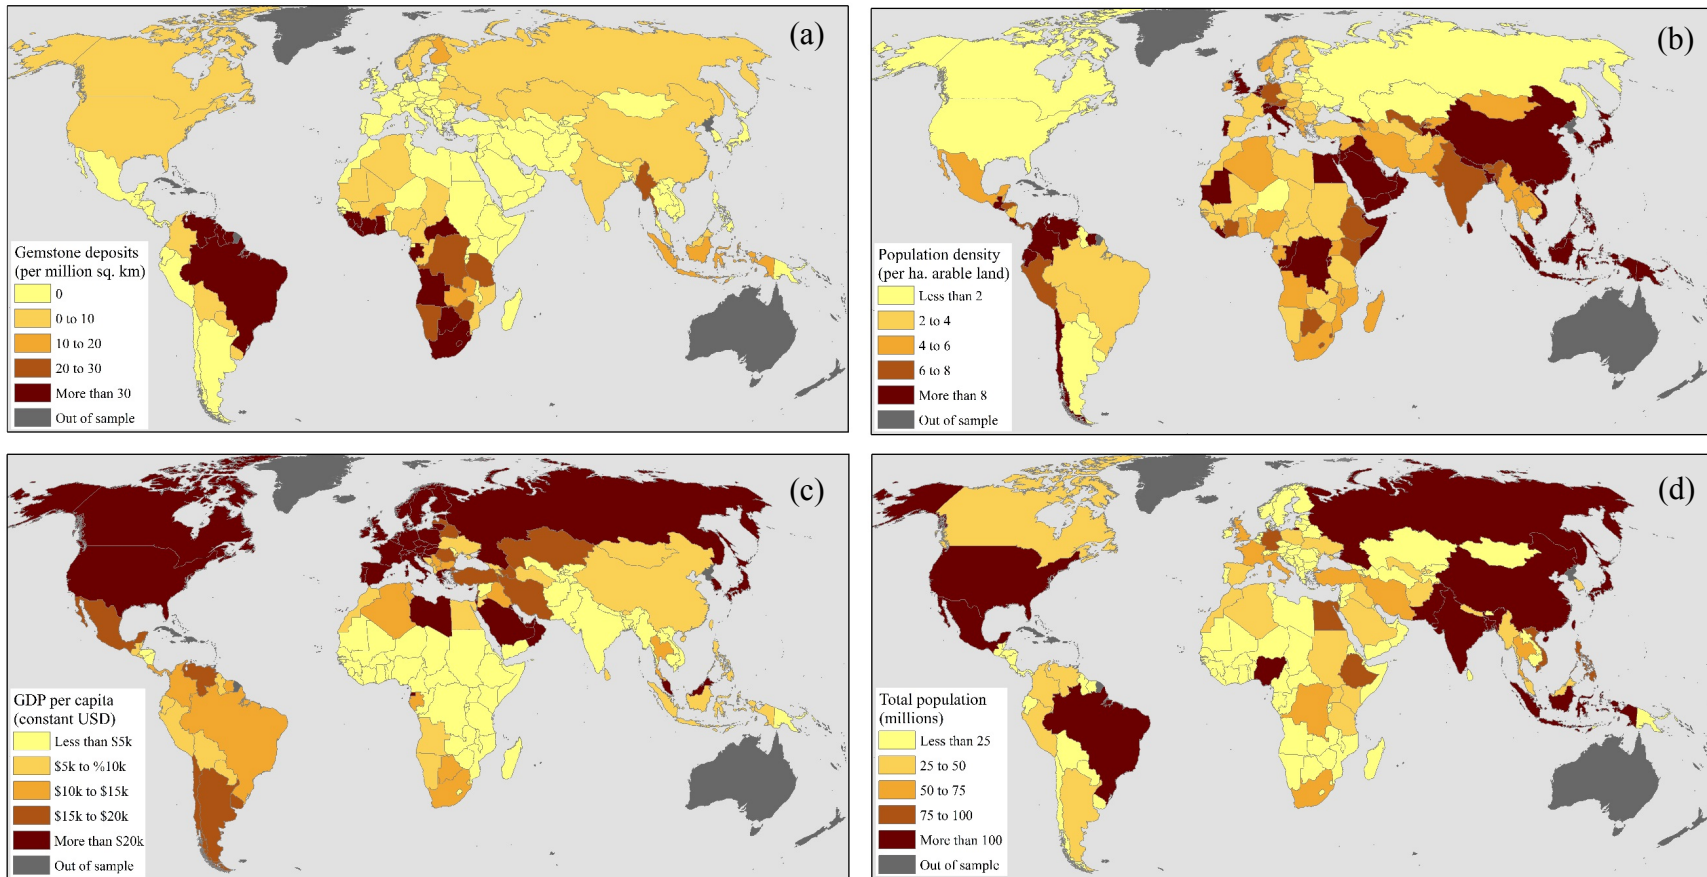 (a)
Gemstone deposits
(per million sq. km)
0
0 to 10
10 to 20
20 to 30
More than 30
Out of sample
(b)
Population density
(per ha. arable land)
Less than 2
2 to 4
4 to 6
6 to 8
More than 8
Out of sample
(c)
GDP per capita
(constant USD)
Less than $5k
$5k to %10k
$10k to $15k
$15k to $20k
More than $20k
Out of sample
(d)
Total population
(millions)
Less than 25
25 to 50
50 to 75
75 to 100
More than 100
Out of sample